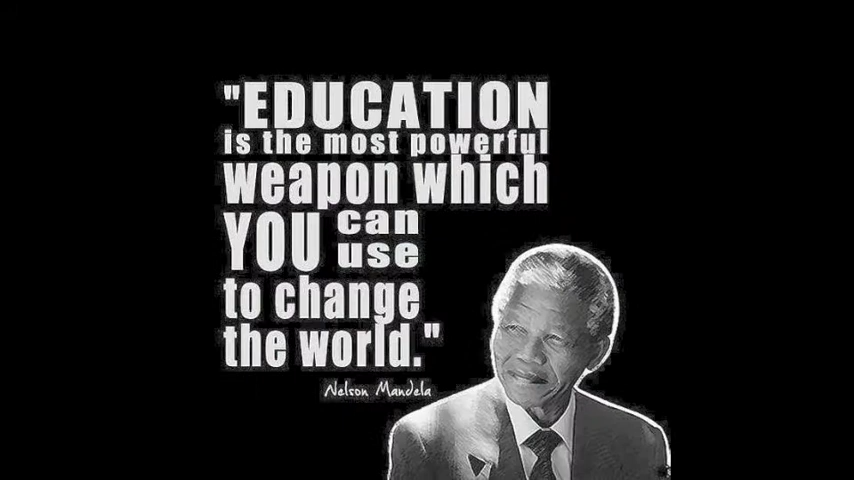 "EDUCATION
is the most powerful
weapon which
YOU can
use
to change
the world."
Nelson Mandela